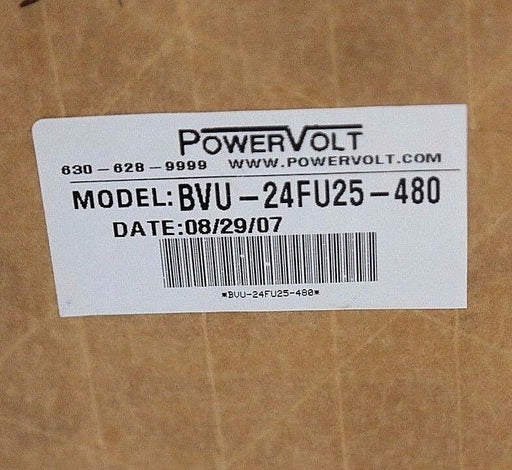 POWERVOLT
630-628-9999 WWW.POWERVOLT.COM
MODEL: BVU-24FU25-480
DATE:08/29/07
*BVU-24FU25-480*